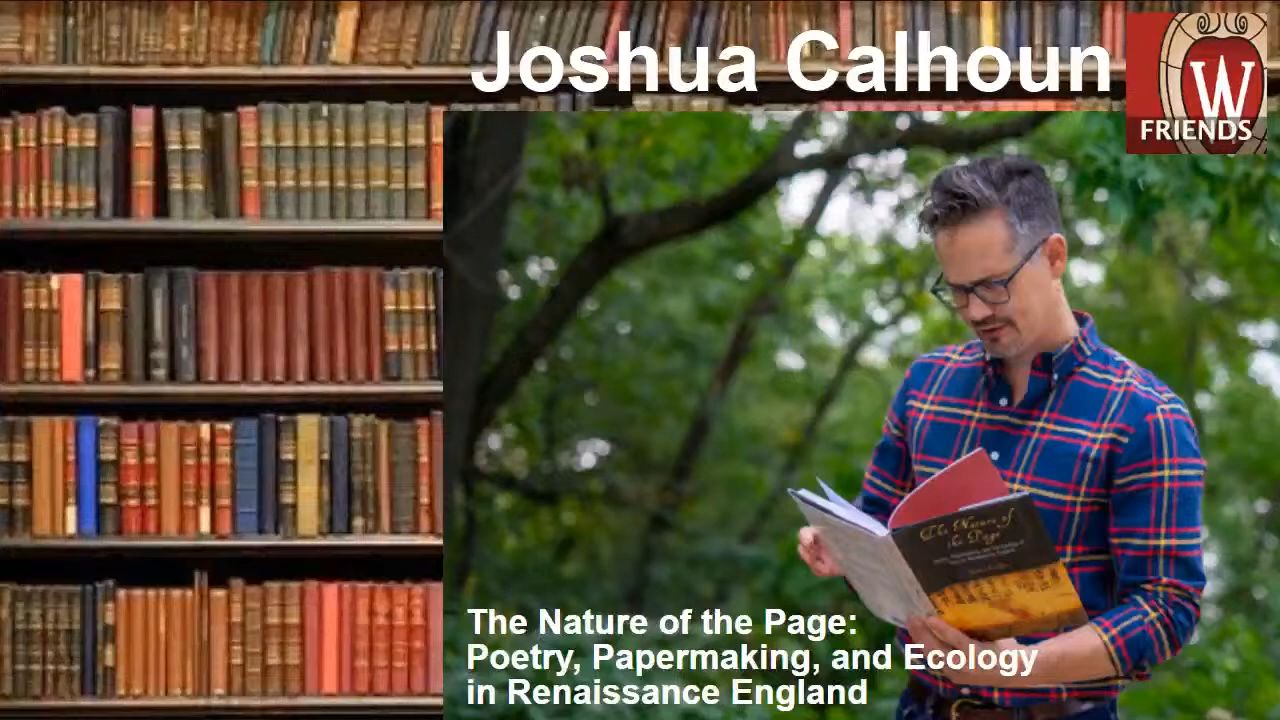 Joshua Calhoun
W
FRIENDS
The Nature of
the Page
The Nature of the Page:
Poetry, Papermaking, and Ecology
in Renaissance England